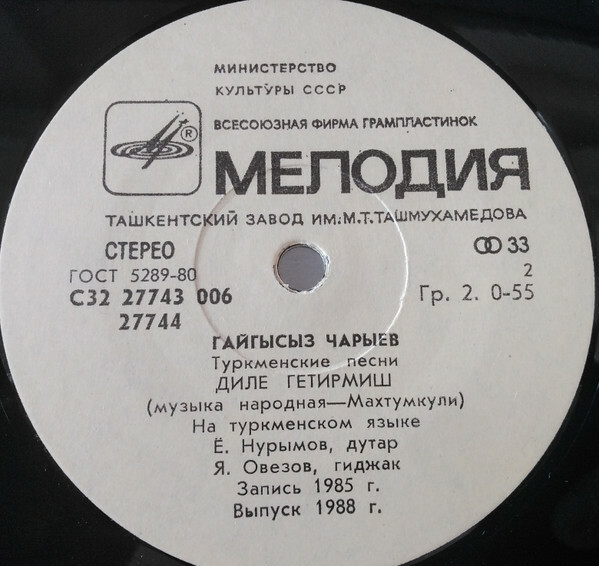 МИНИСТЕРСТВО
КУЛЬТУРЫ СССР
ВСЕСОЮЗНАЯ ФИРМА ГРАМПЛАСТИНОК
®
МЕЛОДИЯ
ТАШКЕНТСКИЙ ЗАВОД ИМ. М.Т.ТАШМУХАМЕДОВА
СТЕРЕО
33
ГОСТ 5289-80
2
С32 27743 006
Гр. 2. 0-55
27744
ГАЙГЫСЫЗ ЧАРЫЕВ
Туркменские песни
ДИЛЕ ГЕТИРМИШ
(музыка народная—Махтумкули)
На туркменском языке
Ё. Нурымов, дутар
Я. Овезов, гиджак
Запись 1985 г.
Выпуск 1988 г.